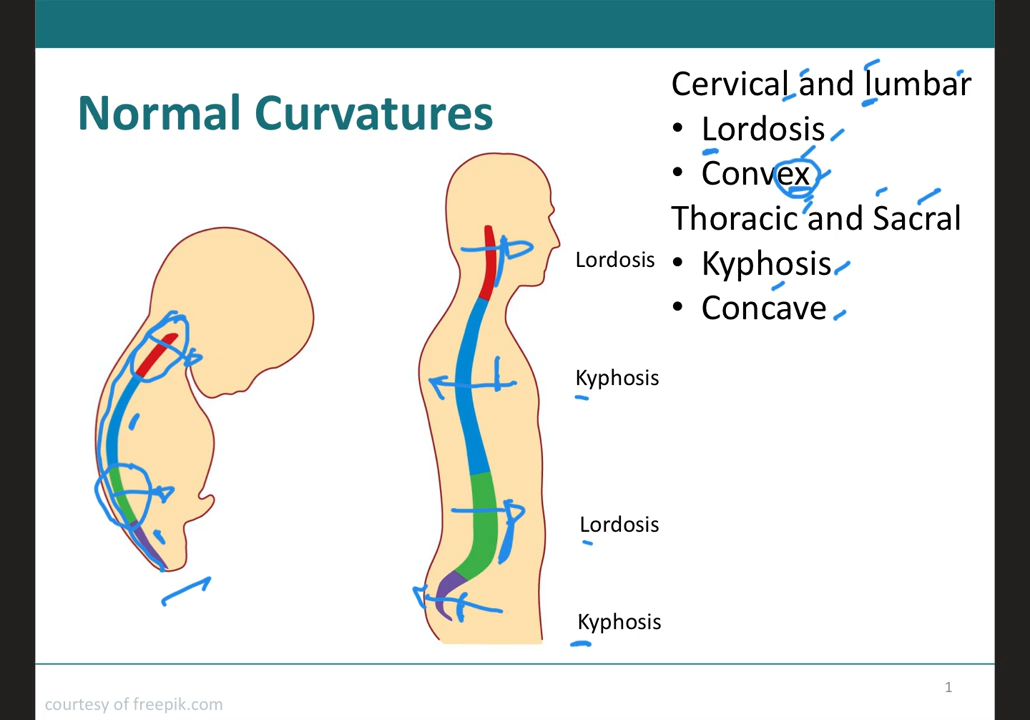 Normal Curvatures
Cervical and lumbar
• Lordosis
• Convex
Thoracic and Sacral
• Kyphosis
• Concave
Lordosis
Kyphosis
Lordosis
Kyphosis
1
courtesy of freepik.com